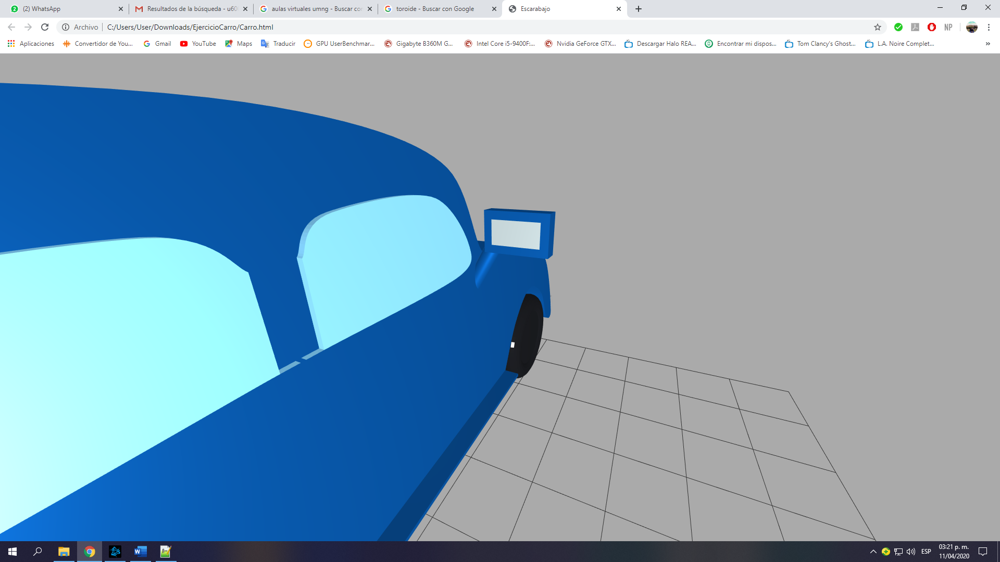 2 (2) WhatsApp
Resultados de la búsqueda - u60
aulas virtuales umng - Buscar con
toroide - Buscar con Google
Escarabajo
Archivo C:/Users/User/Downloads/EjercicioCarro/Carro.html
NP
Aplicaciones
Convertidor de You...
Gmail
YouTube
Maps
Traducir
GPU UserBenchmar...
Gigabyte B360M G...
Intel Core i5-9400F:...
Nvidia GeForce GTX...
Descargar Halo REA...
Encontrar mi dispos...
Tom Clancy's Ghost...
L.A. Noire Complet...
»
ESP
03:21 p. m.
11/04/2020